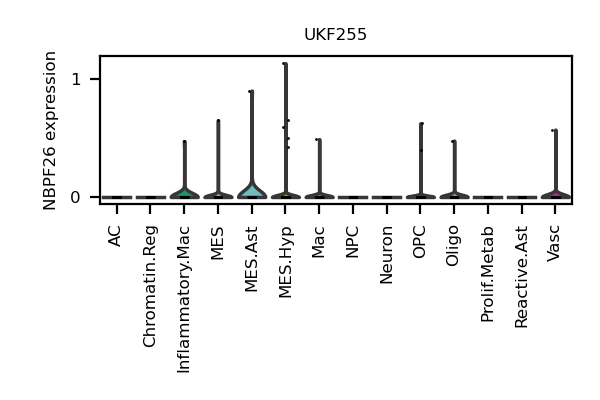 UKF255
NBPF26 expression
1
0
AC
Chromatin.Reg
Inflammatory.Mac
MES
MES.Ast
MES.Hyp
Mac
NPC
Neuron
OPC
Oligo
Prolif.Metab
Reactive.Ast
Vasc